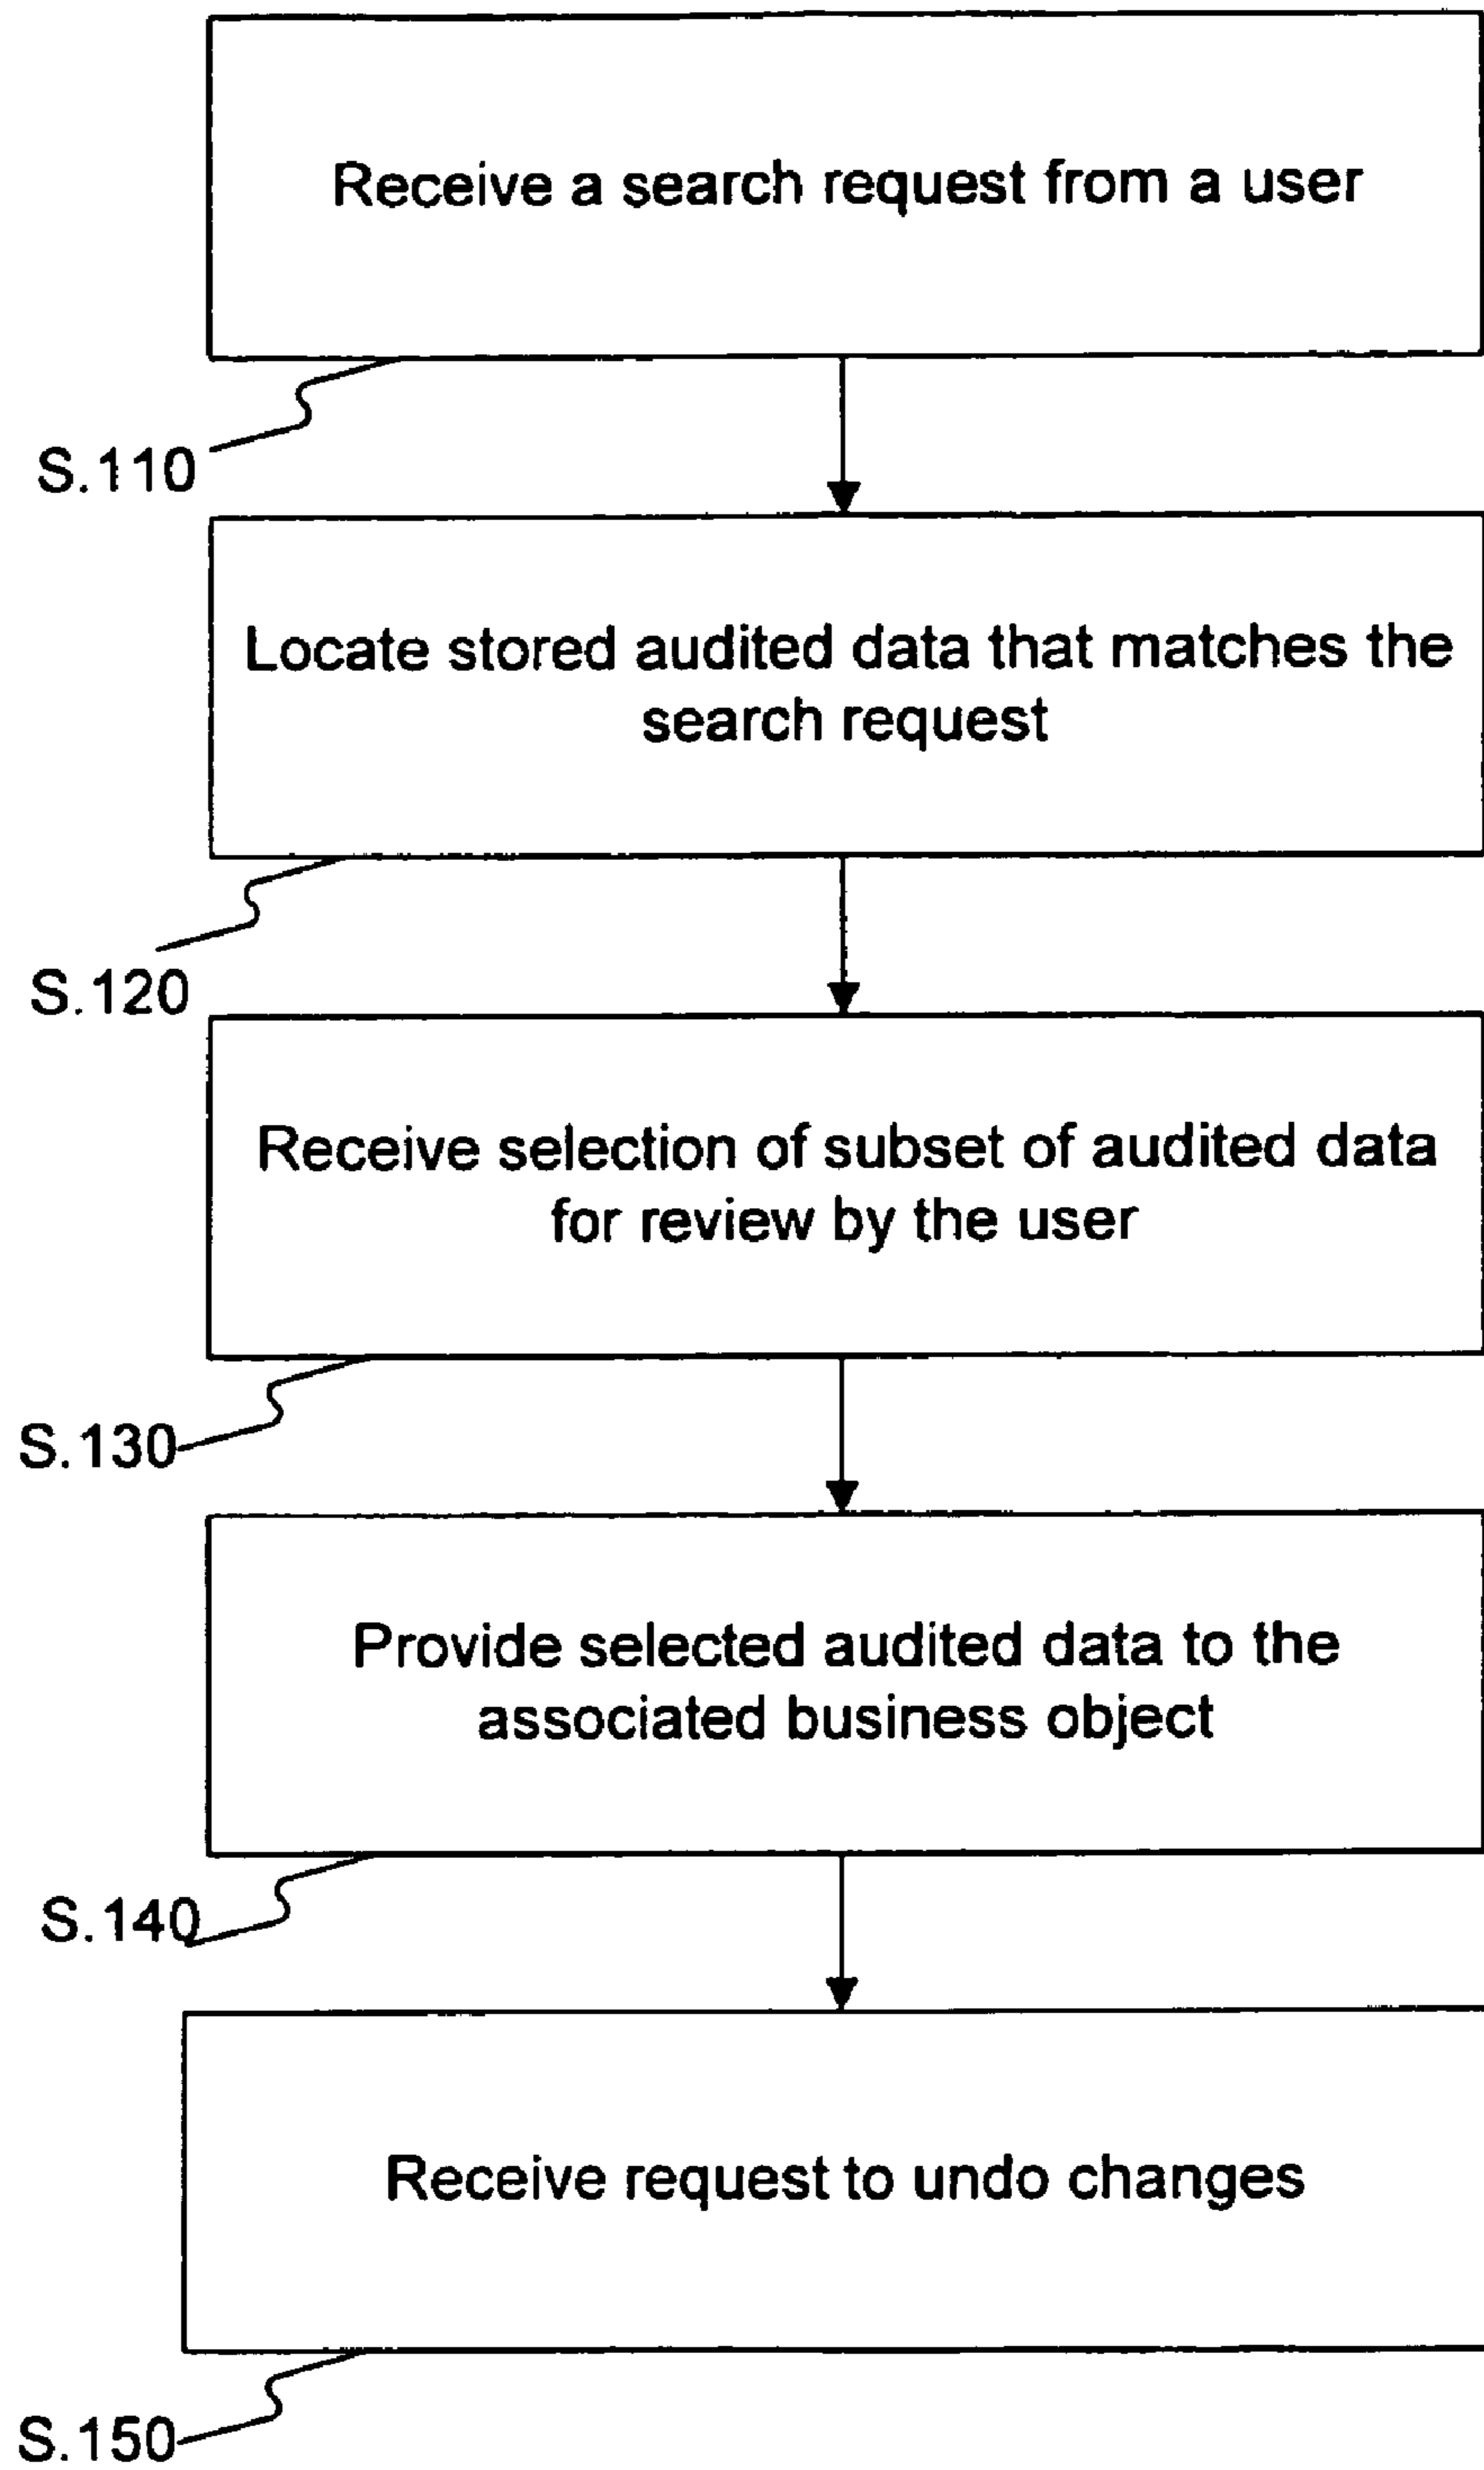 Receive a search request from a user
S.110
Locate stored audited data that matches the
search request
S.120
Receive selection of subset of audited data
for review by the user
S.130
Provide selected audited data to the
associated business object
S.140
Receive request to undo changes
S.150